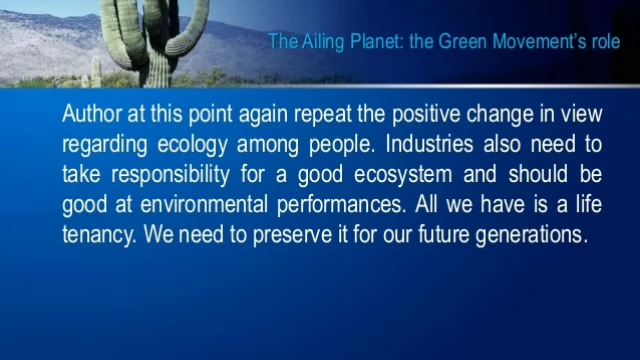 The Ailing Planet: the Green Movement's role
Author at this point again repeat the positive change in view
regarding ecology among people. Industries also need to
take responsibility for a good ecosystem and should be
good at environmental performances. All we have is a life
tenancy. We need to preserve it for our future generations.